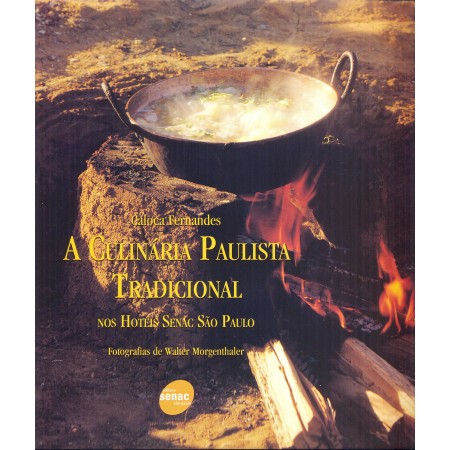 Caloca Fernandes
A Culinária Paulista
Tradicional
nos Hotéis Senac São Paulo
Fotografias de Walter Morgenthaler
senac